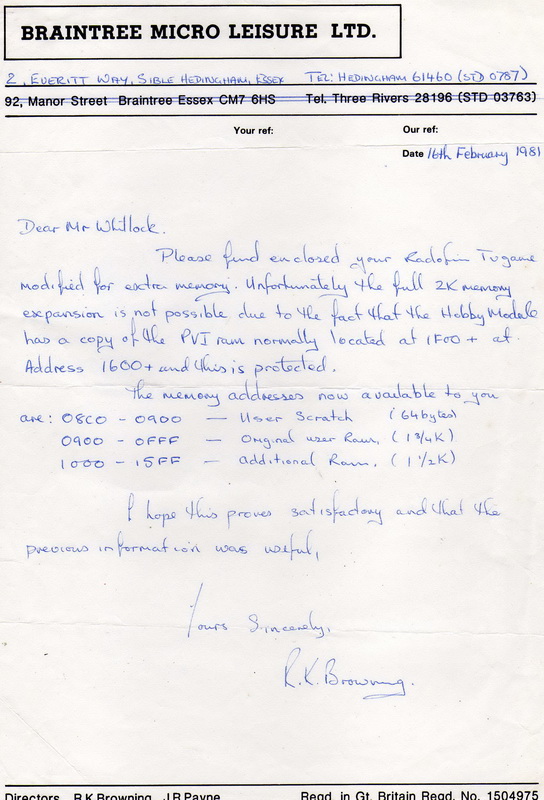 BRAINTREE MICRO LEISURE LTD.
2, EVERITT WAY, SIBLE HEDINGHAM, ESSEX TEL: HEDINGHAM 61460 (STD 0787)
92, Manor Street Braintree Essex CM7 6HS Tel. Three Rivers 28196 (STD 03763)
Your ref: Our ref:
Date 16th February 1981
Dear Mr Whitlock.
Please find enclosed your Radofin Tvgame
modified for extra memory. Unfortunately the full 2K memory
expansion is not possible due to the fact that the Hobby Module
has a copy of the PVI ram normally located at 1F00 + at
Address 1600+ and this is protected.
The memory addresses now available to you
are: 08C0 - 0900 — User Scratch (64bytes)
0900 - 0FFF — Original user Ram. (1 3/4K)
1000 - 15FF — Additional Ram. (1 1/2K)
I hope this proves satisfactory and that the
previous information was useful,
Yours Sincerely,
R.K.Browning.
Directors R.K.Browning J.R.Payne Regd. in Gt. Britain Regd. No. 1504975